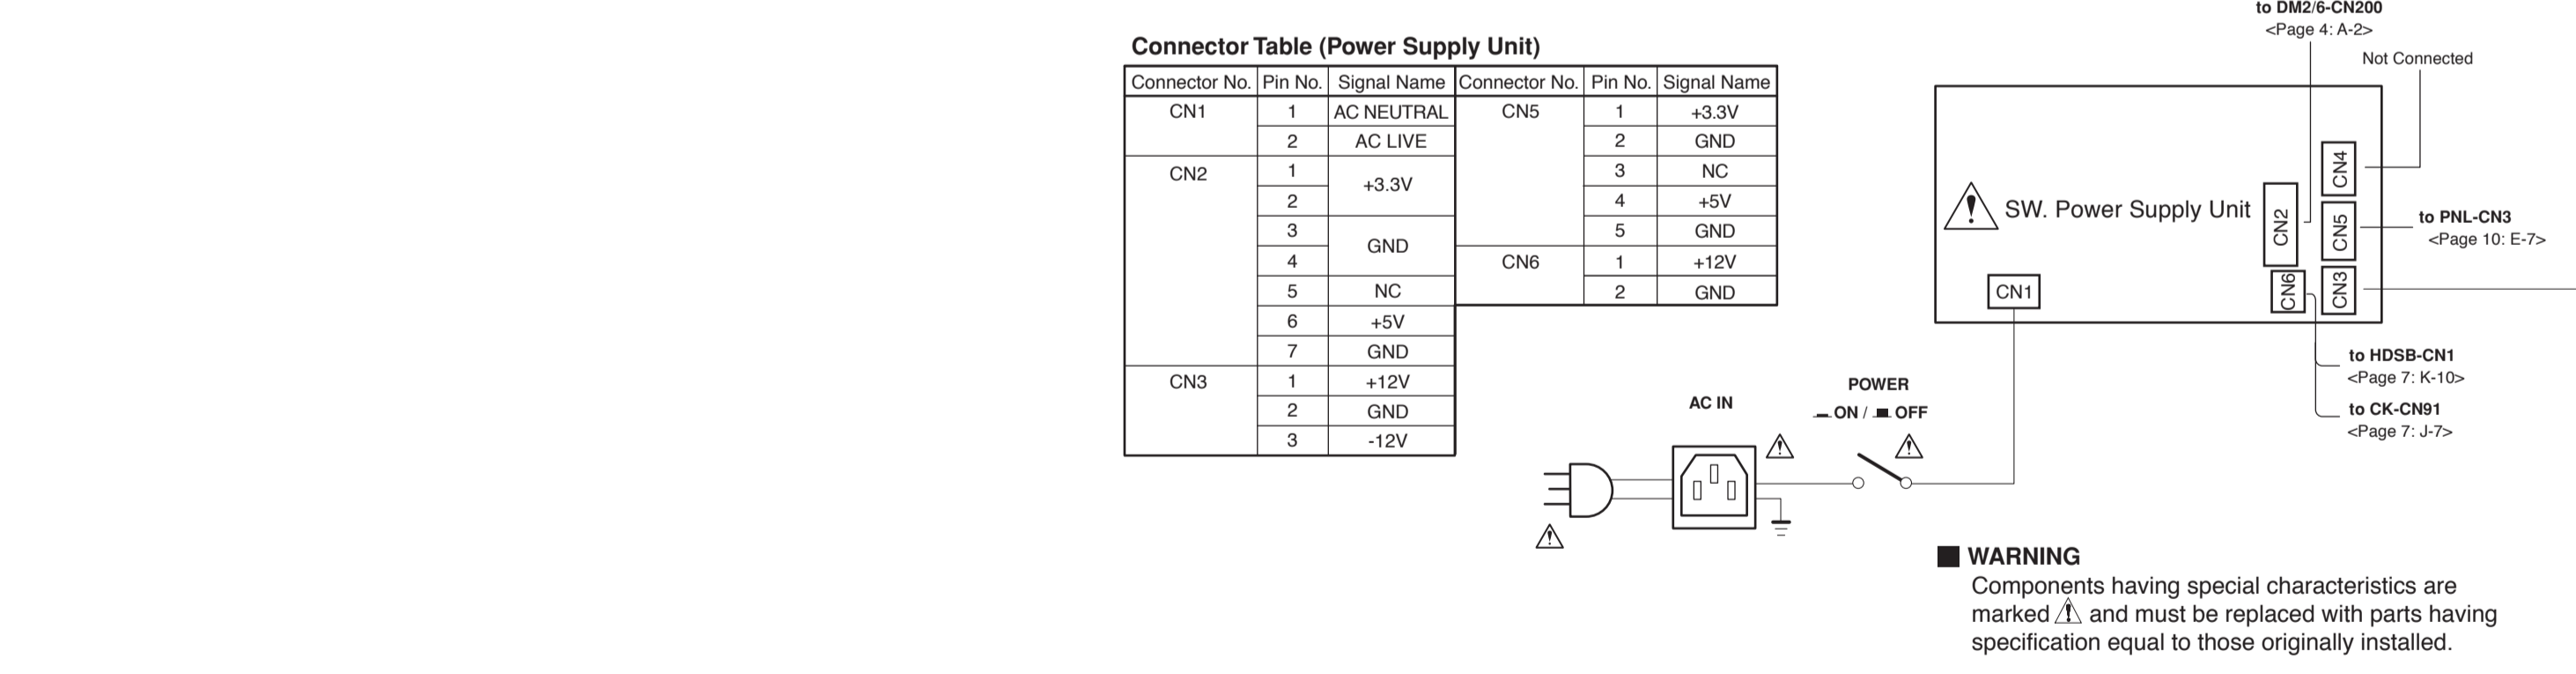 Connector Table (Power Supply Unit)
Connector No. Pin No. Signal Name Connector No. Pin No. Signal Name
CN1 1 AC NEUTRAL CN5 1 +3.3V
2 AC LIVE 2 GND
CN2 1 +3.3V 3 NC
2 4 +5V
3 GND 5 GND
4 CN6 1 +12V
5 NC 2 GND
6 +5V
7 GND
CN3 1 +12V
2 GND
3 -12V
to DM2/6-CN200
<Page 4: A-2>
Not Connected
SW. Power Supply Unit
CN1
CN2
CN6
CN4
CN5
CN3
to PNL-CN3
<Page 10: E-7>
to HDSB-CN1
<Page 7: K-10>
to CK-CN91
<Page 7: J-7>
AC IN
POWER
ON / OFF
WARNING
Components having special characteristics are
marked and must be replaced with parts having
specification equal to those originally installed.